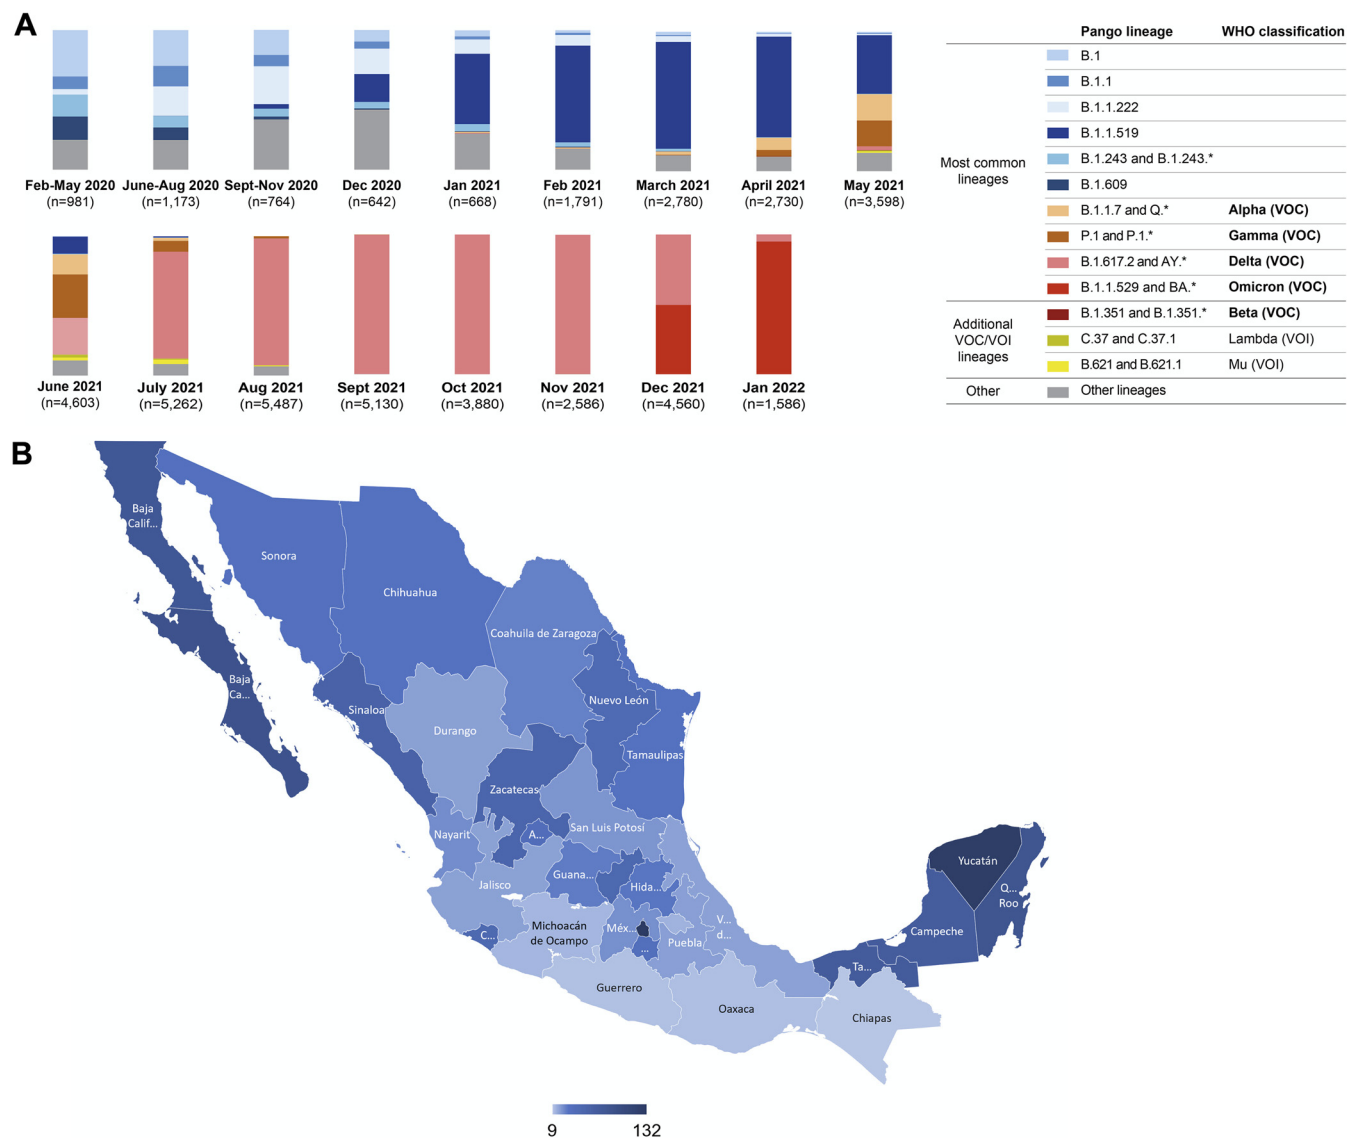 A
Feb-May 2020 June-Aug 2020 Sept-Nov 2020 Dec 2020 Jan 2021 Feb 2021 March 2021 April 2021 May 2021
(n=981) (n=1,173) (n=764) (n=642) (n=668) (n=1,791) (n=2,780) (n=2,730) (n=3,598)
June 2021 July 2021 Aug 2021 Sept 2021 Oct 2021 Nov 2021 Dec 2021 Jan 2022
(n=4,603) (n=5,262) (n=5,487) (n=5,130) (n=3,880) (n=2,586) (n=4,560) (n=1,586)
Pango lineage WHO classification
Most common
lineages
B.1
B.1.1
B.1.1.222
B.1.1.519
B.1.243 and B.1.243.*
B.1.609
B.1.1.7 and Q.* Alpha (VOC)
P.1 and P.1.* Gamma (VOC)
B.1.617.2 and AY.* Delta (VOC)
B.1.1.529 and BA.* Omicron (VOC)
Additional
VOC/VOI
lineages
B.1.351 and B.1.351.* Beta (VOC)
C.37 and C.37.1 Lambda (VOI)
B.621 and B.621.1 Mu (VOI)
Other Other lineages
B
Baja
Calif...
Sonora
Chihuahua
Coahuila de Zaragoza
Baja
Ca...
Nuevo León
Sinaloa
Durango
Tamaulipas
Zacatecas
San Luis Potosí
Nayarit
A...
Yucatán
Guana...
Jalisco
Hida...
Q...
Roo
V...
d...
Michoacán
de Ocampo
Méx...
C...
Campeche
Puebla
...
Ta...
Guerrero
Oaxaca
Chiapas
9 132